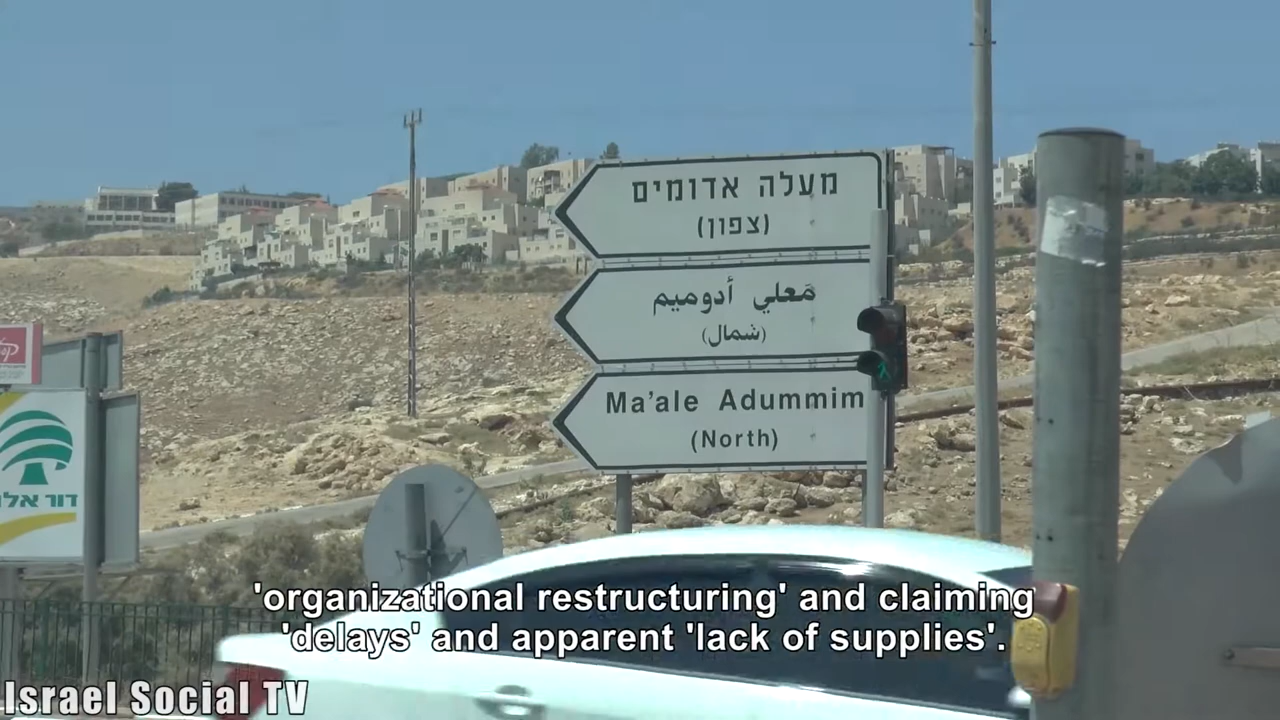 מעלה אדומים
(צפון)
مَعلي أدوميم
(شمال)
Ma'ale Adummim
(North)
דור אלו
'organizational restructuring' and claiming
'delays' and apparent 'lack of supplies'.
Israel Social TV